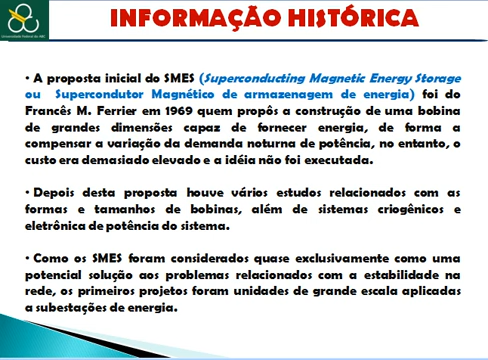 INFORMAÇÃO HISTÓRICA
Universidade Federal do ABC
• A proposta inicial do SMES (Superconducting Magnetic Energy Storage
ou Supercondutor Magnético de armazenagem de energia) foi do
Francês M. Ferrier em 1969 quem propôs a construção de uma bobina
de grandes dimensões capaz de fornecer energia, de forma a
compensar a variação da demanda noturna de potência, no entanto, o
custo era demasiado elevado e a idéia não foi executada.
• Depois desta proposta houve vários estudos relacionados com as
formas e tamanhos de bobinas, além de sistemas criogênicos e
eletrônica de potência do sistema.
• Como os SMES foram considerados quase exclusivamente como uma
potencial solução aos problemas relacionados com a estabilidade na
rede, os primeiros projetos foram unidades de grande escala aplicadas
a subestações de energia.